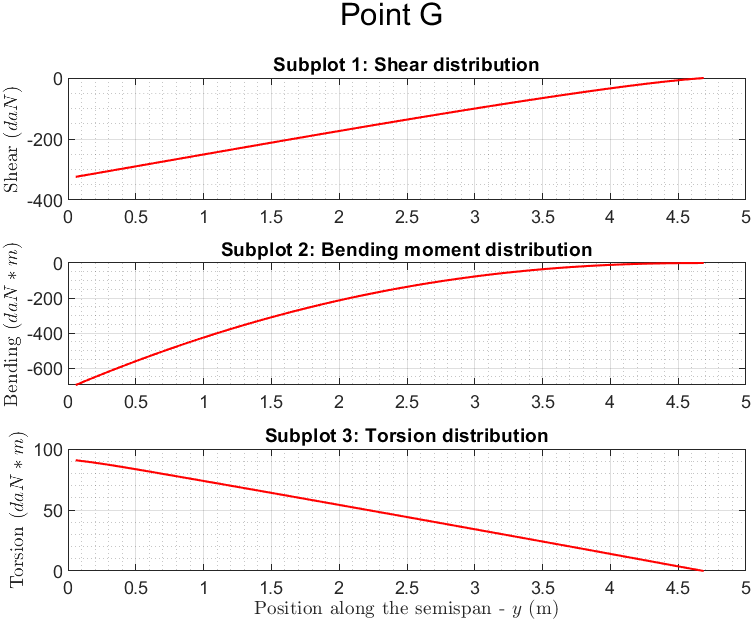 Point G
Subplot 1: Shear distribution
Shear (daN)
0
-200
-400
0 0.5 1 1.5 2 2.5 3 3.5 4 4.5 5
Subplot 2: Bending moment distribution
Bending (daN * m)
0
-200
-400
-600
0 0.5 1 1.5 2 2.5 3 3.5 4 4.5 5
Subplot 3: Torsion distribution
Torsion (daN * m)
100
50
0
0 0.5 1 1.5 2 2.5 3 3.5 4 4.5 5
Position along the semispan - y (m)